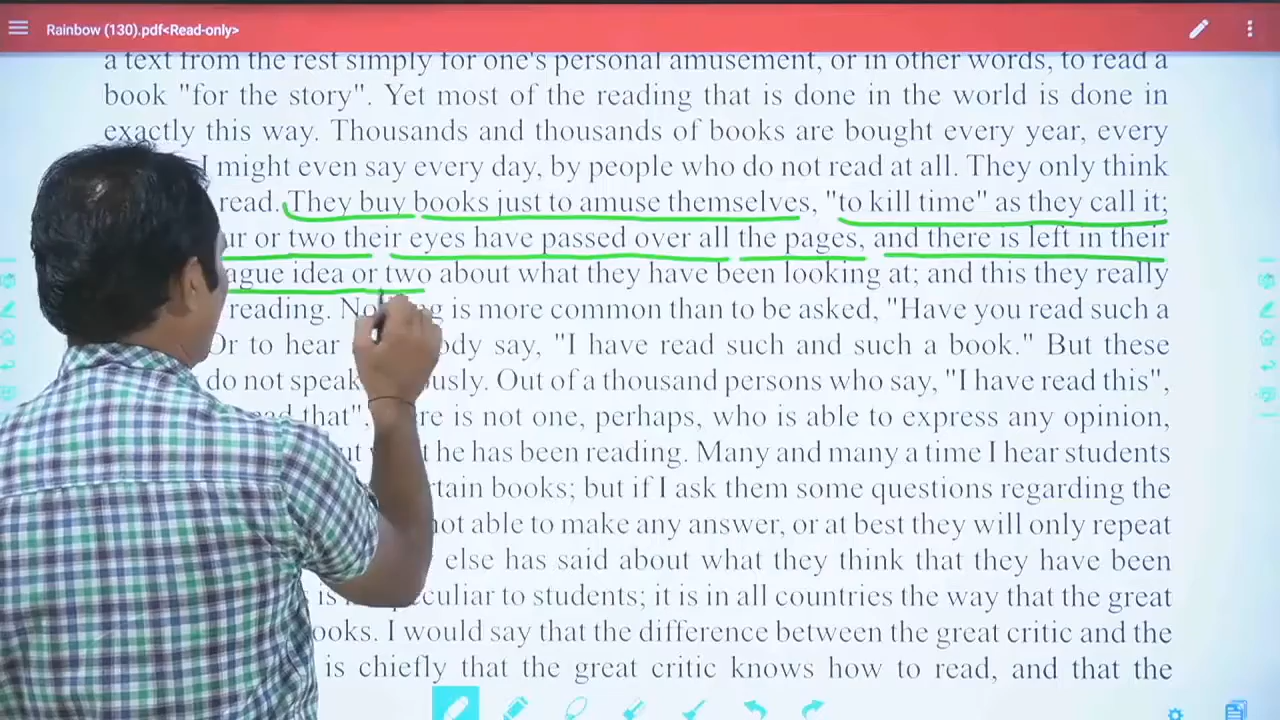 Rainbow (130).pdf<Read-only>
a text from the rest simply for one's personal amusement, or in other words, to read a
book "for the story". Yet most of the reading that is done in the world is done in
exactly this way. Thousands and thousands of books are bought every year, every
I might even say every day, by people who do not read at all. They only think
read. They buy books just to amuse themselves, "to kill time" as they call it;
or two their eyes have passed over all the pages, and there is left in their
idea or two about what they have been looking at; and this they really
reading. is more common than to be asked, "Have you read such a
Or to hear say, "I have read such and such a book." But these
do not speak Out of a thousand persons who say, "I have read this",
that", is not one, perhaps, who is able to express any opinion,
he has been reading. Many and many a time I hear students
books; but if I ask them some questions regarding the
not able to make any answer, or at best they will only repeat
else has said about what they think that they have been
is to students; it is in all countries the way that the great
I would say that the difference between the great critic and the
is chiefly that the great critic knows how to read, and that the